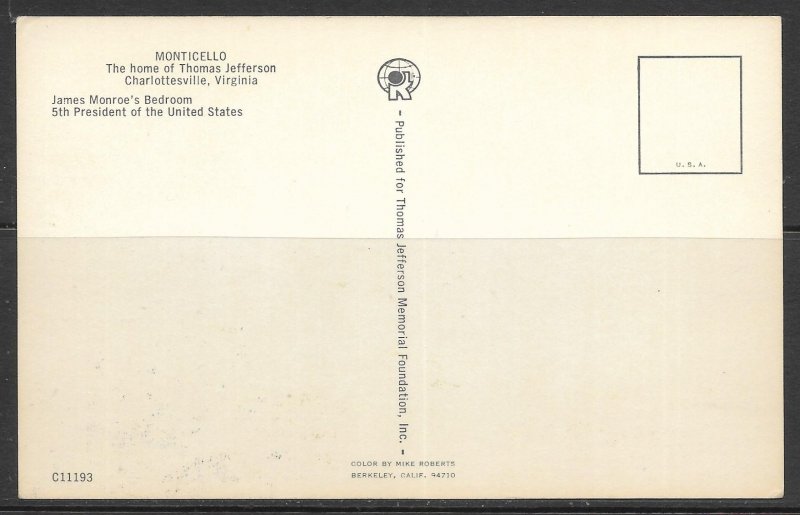 MONTICELLO
The home of Thomas Jefferson
Charlottesville, Virginia
James Monroe's Bedroom
5th President of the United States
K
- Published for Thomas Jefferson Memorial Foundation, Inc. -
U.S.A.
COLOR BY MIKE ROBERTS
BERKELEY, CALIF. 94710
C11193